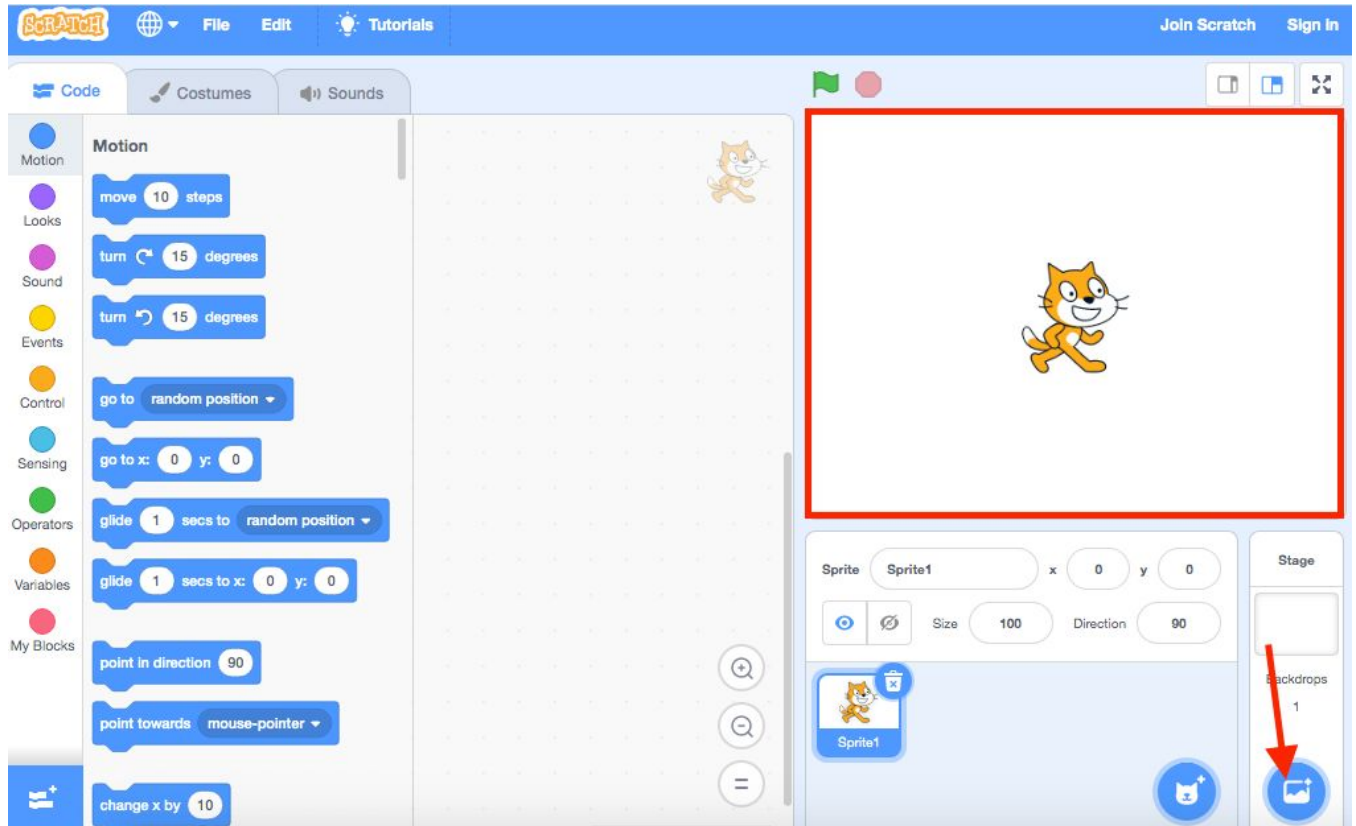 SCRATCH File Edit Tutorials Join Scratch Sign in
Code Costumes Sounds
Motion
Looks
Sound
Events
Control
Sensing
Operators
Variables
My Blocks
Motion
move 10 steps
turn 15 degrees
turn 15 degrees
go to random position
go to x: 0 y: 0
glide 1 secs to random position
glide 1 secs to x: 0 y: 0
point in direction 90
point towards mouse-pointer
change x by 10
Sprite Sprite1 x 0 y 0
Size 100 Direction 90
Sprite1
Stage
Backdrops
1